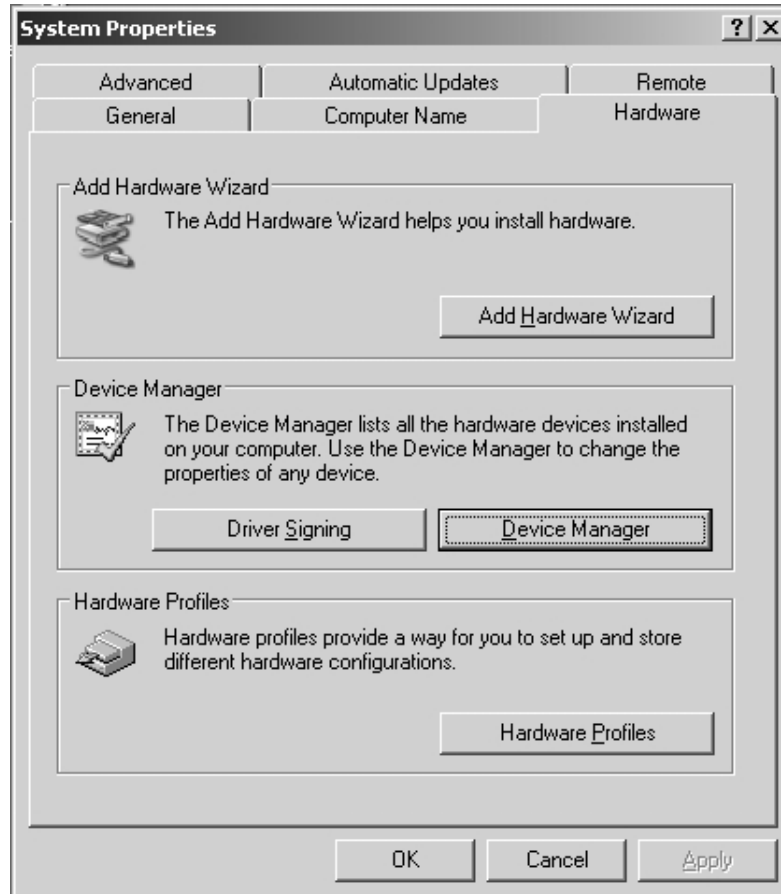 System Properties
Advanced
Automatic Updates
Remote
General
Computer Name
Hardware
Add Hardware Wizard
The Add Hardware Wizard helps you install hardware.
Add Hardware Wizard
Device Manager
The Device Manager lists all the hardware devices installed
on your computer. Use the Device Manager to change the
properties of any device.
Driver Signing
Device Manager
Hardware Profiles
Hardware profiles provide a way for you to set up and store
different hardware configurations.
Hardware Profiles
OK
Cancel
Apply